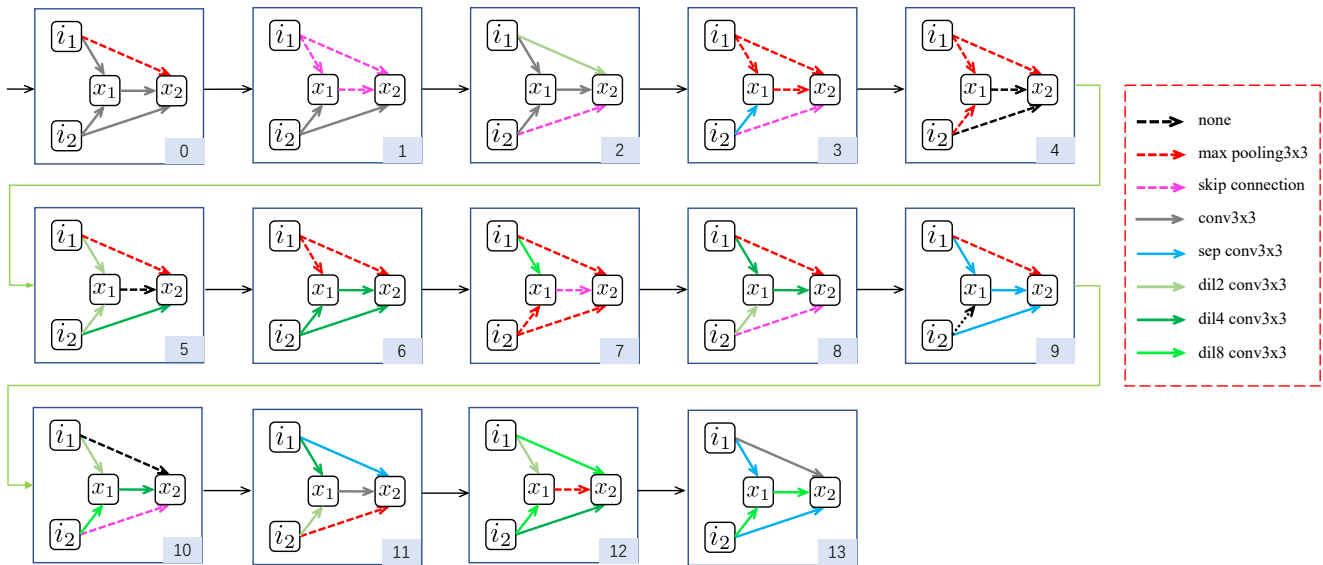 i₁ i₁ i₁ i₁ i₁
x₁ x₂ x₁ x₂ x₁ x₂ x₁ x₂ x₁ x₂
i₂ i₂ i₂ i₂ i₂
0 1 2 3 4
none
max pooling3x3
skip connection
conv3x3
sep conv3x3
dil2 conv3x3
dil4 conv3x3
dil8 conv3x3
i₁ i₁ i₁ i₁ i₁
x₁ x₂ x₁ x₂ x₁ x₂ x₁ x₂ x₁ x₂
i₂ i₂ i₂ i₂ i₂
5 6 7 8 9
i₁ i₁ i₁ i₁
x₁ x₂ x₁ x₂ x₁ x₂ x₁ x₂
i₂ i₂ i₂ i₂
10 11 12 13